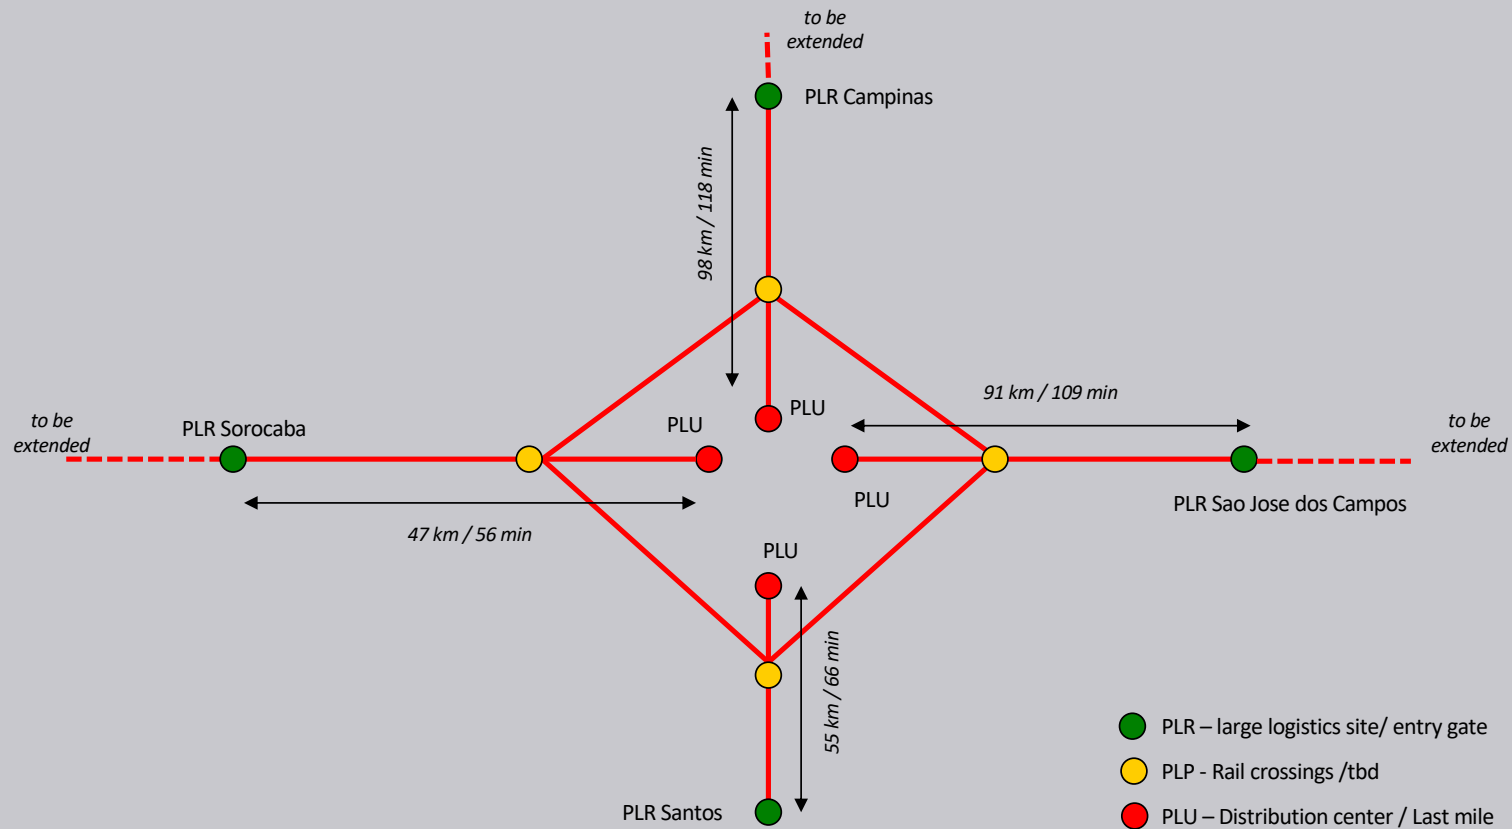 to be
extended
PLR Campinas
98 km / 118 min
PLU
91 km / 109 min
to be
extended
PLR Sorocaba
PLU
to be
extended
PLU
PLR Sao Jose dos Campos
47 km / 56 min
PLU
55 km / 66 min
PLR Santos
PLR – large logistics site/ entry gate
PLP - Rail crossings /tbd
PLU – Distribution center / Last mile